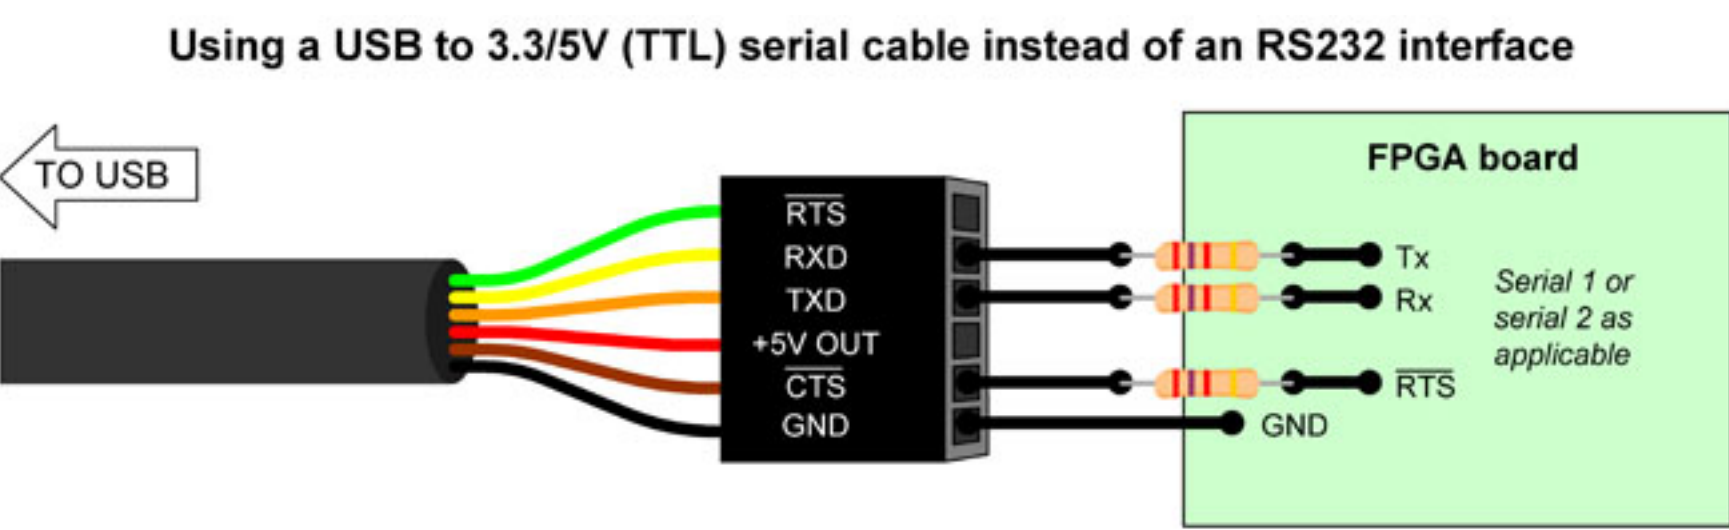 Using a USB to 3.3/5V (TTL) serial cable instead of an RS232 interface
TO USB
FPGA board
RTS
RXD
TXD
+5V OUT
CTS
GND
Tx
Rx
RTS
GND
Serial 1 or
serial 2 as
applicable